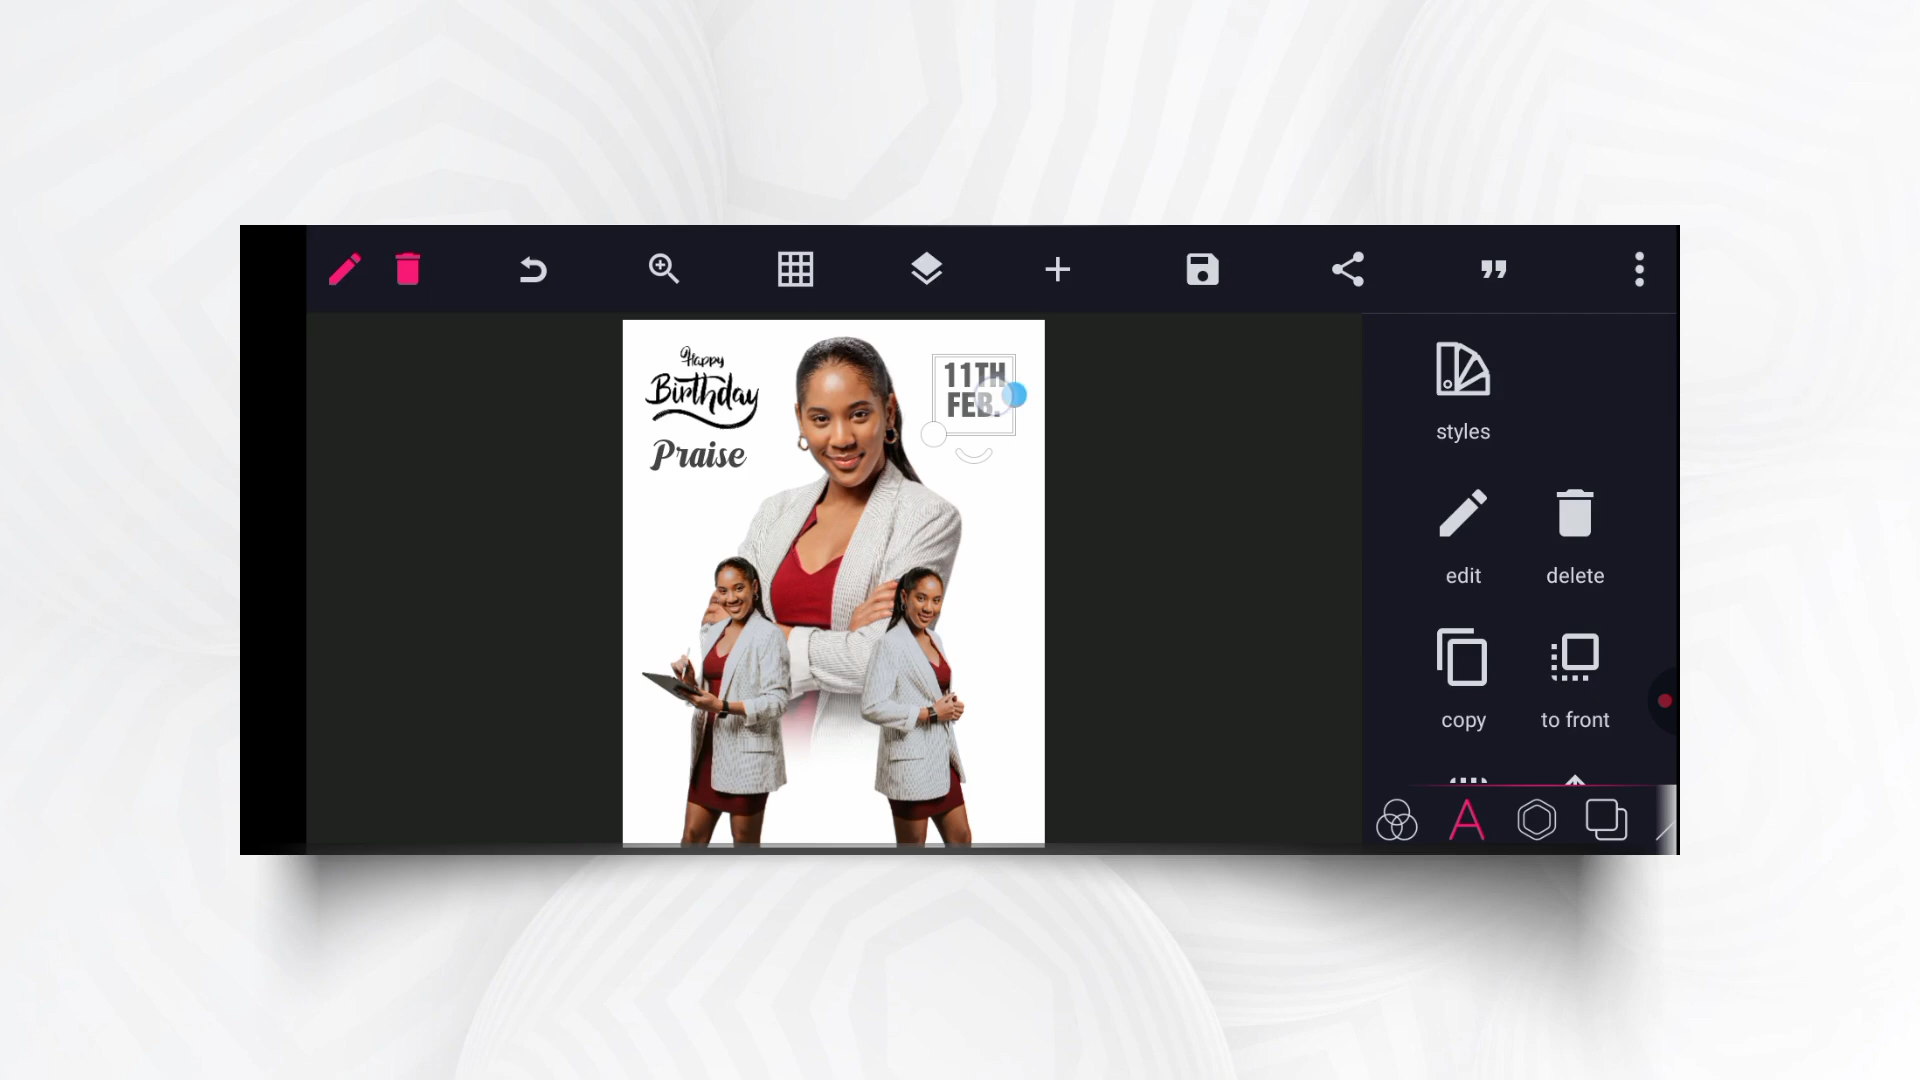 Happy
Birthday
Praise
11TH
FEB.
styles
edit
delete
copy
to front